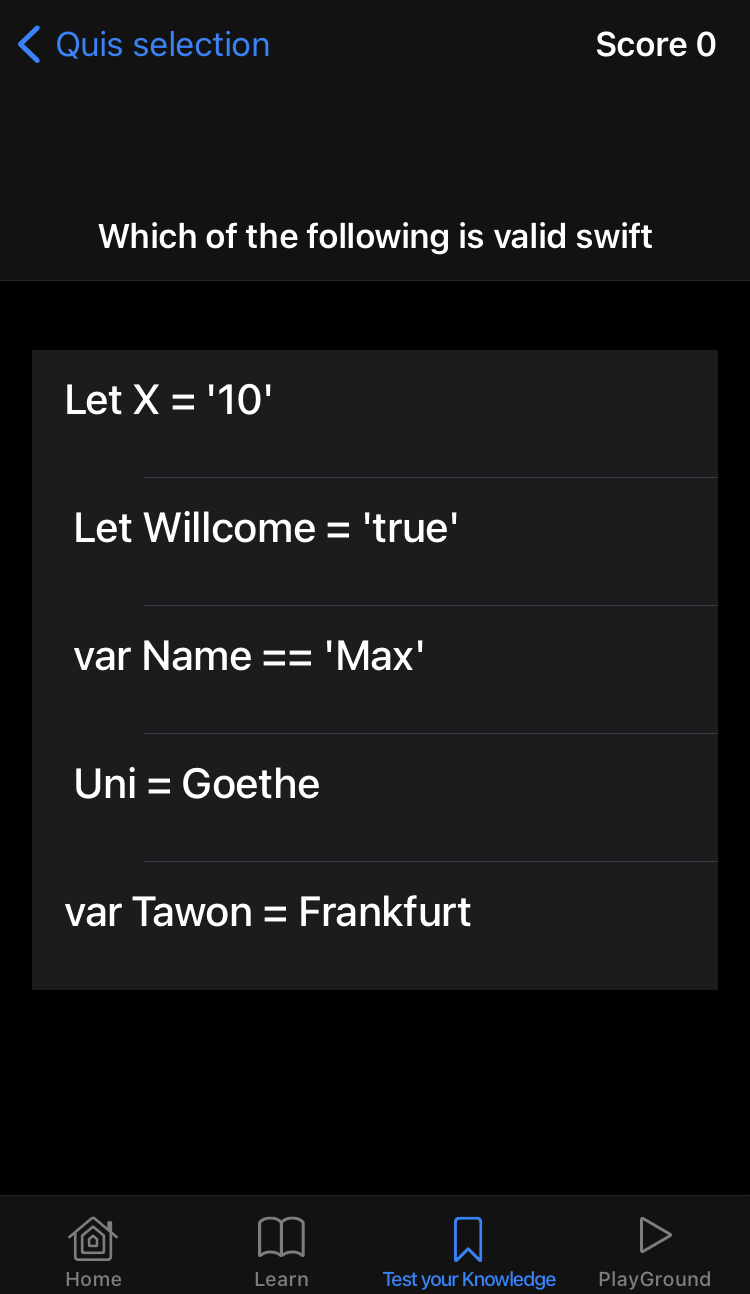 Quis selection
Score 0
Which of the following is valid swift
Let X = '10'
Let Willcome = 'true'
var Name == 'Max'
Uni = Goethe
var Tawon = Frankfurt
Home
Learn
Test your Knowledge
PlayGround